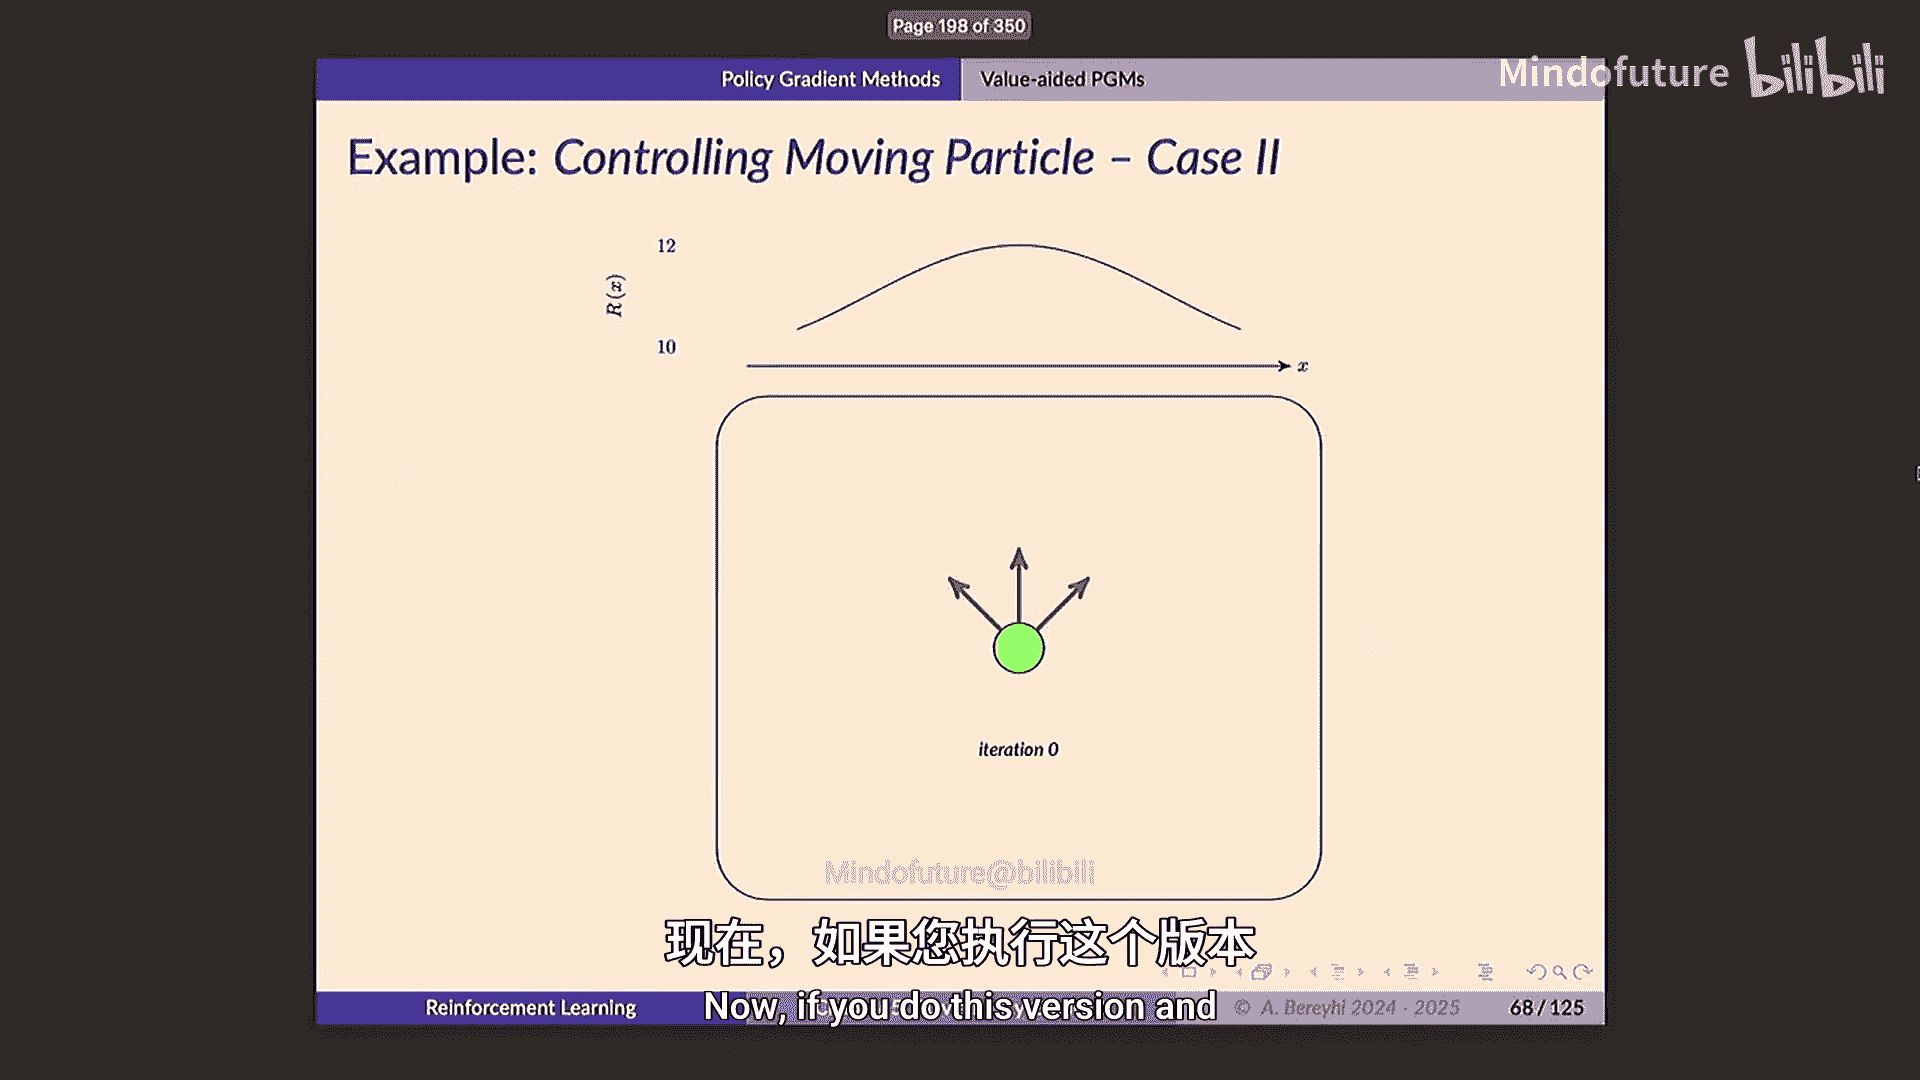 Page 198 of 350
Mindofuture bilibili
Policy Gradient Methods
Value-aided PGMs
Example: Controlling Moving Particle – Case II
12
R(x)
10
x
iteration 0
Mindofuture@bilibili
现在，如果您执行这个版本
Now, if you do this version and
Reinforcement Learning
© A. Bereyhi 2024 - 2025
68 / 125